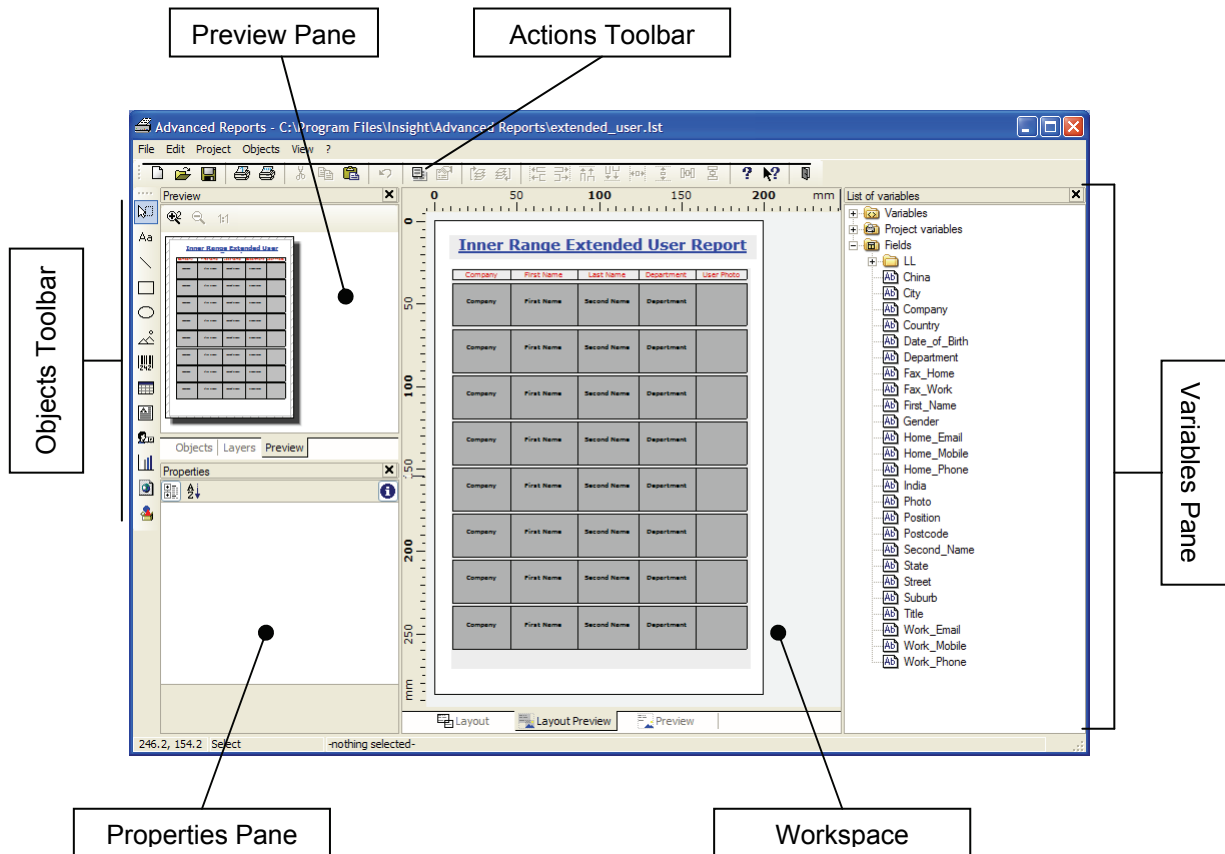 Preview Pane
Actions Toolbar
Advanced Reports - C:\Program Files\Insight\Advanced Reports\extended_user.lst
File Edit Project Objects View ?
Preview
0 50 100 150 200 mm
List of variables
Variables
Project variables
Fields
LL
China
City
Company
Country
Date_of_Birth
Department
Fax_Home
Fax_Work
First_Name
Gender
Home_Email
Home_Mobile
Home_Phone
India
Photo
Position
Postcode
Second_Name
State
Street
Suburb
Title
Work_Email
Work_Mobile
Work_Phone
Aa
1:1
Inner Range Extended User
0
50
100
150
200
250
mm
Inner Range Extended User Report
Company First Name Last Name Department User Photo
Company First Name Second Name Department
Company First Name Second Name Department
Company First Name Second Name Department
Company First Name Second Name Department
Company First Name Second Name Department
Company First Name Second Name Department
Company First Name Second Name Department
Company First Name Second Name Department
Objects Layers Preview
Properties
Layout Layout Preview Preview
246.2, 154.2 Select -nothing selected-
Objects Toolbar
Variables Pane
Properties Pane
Workspace